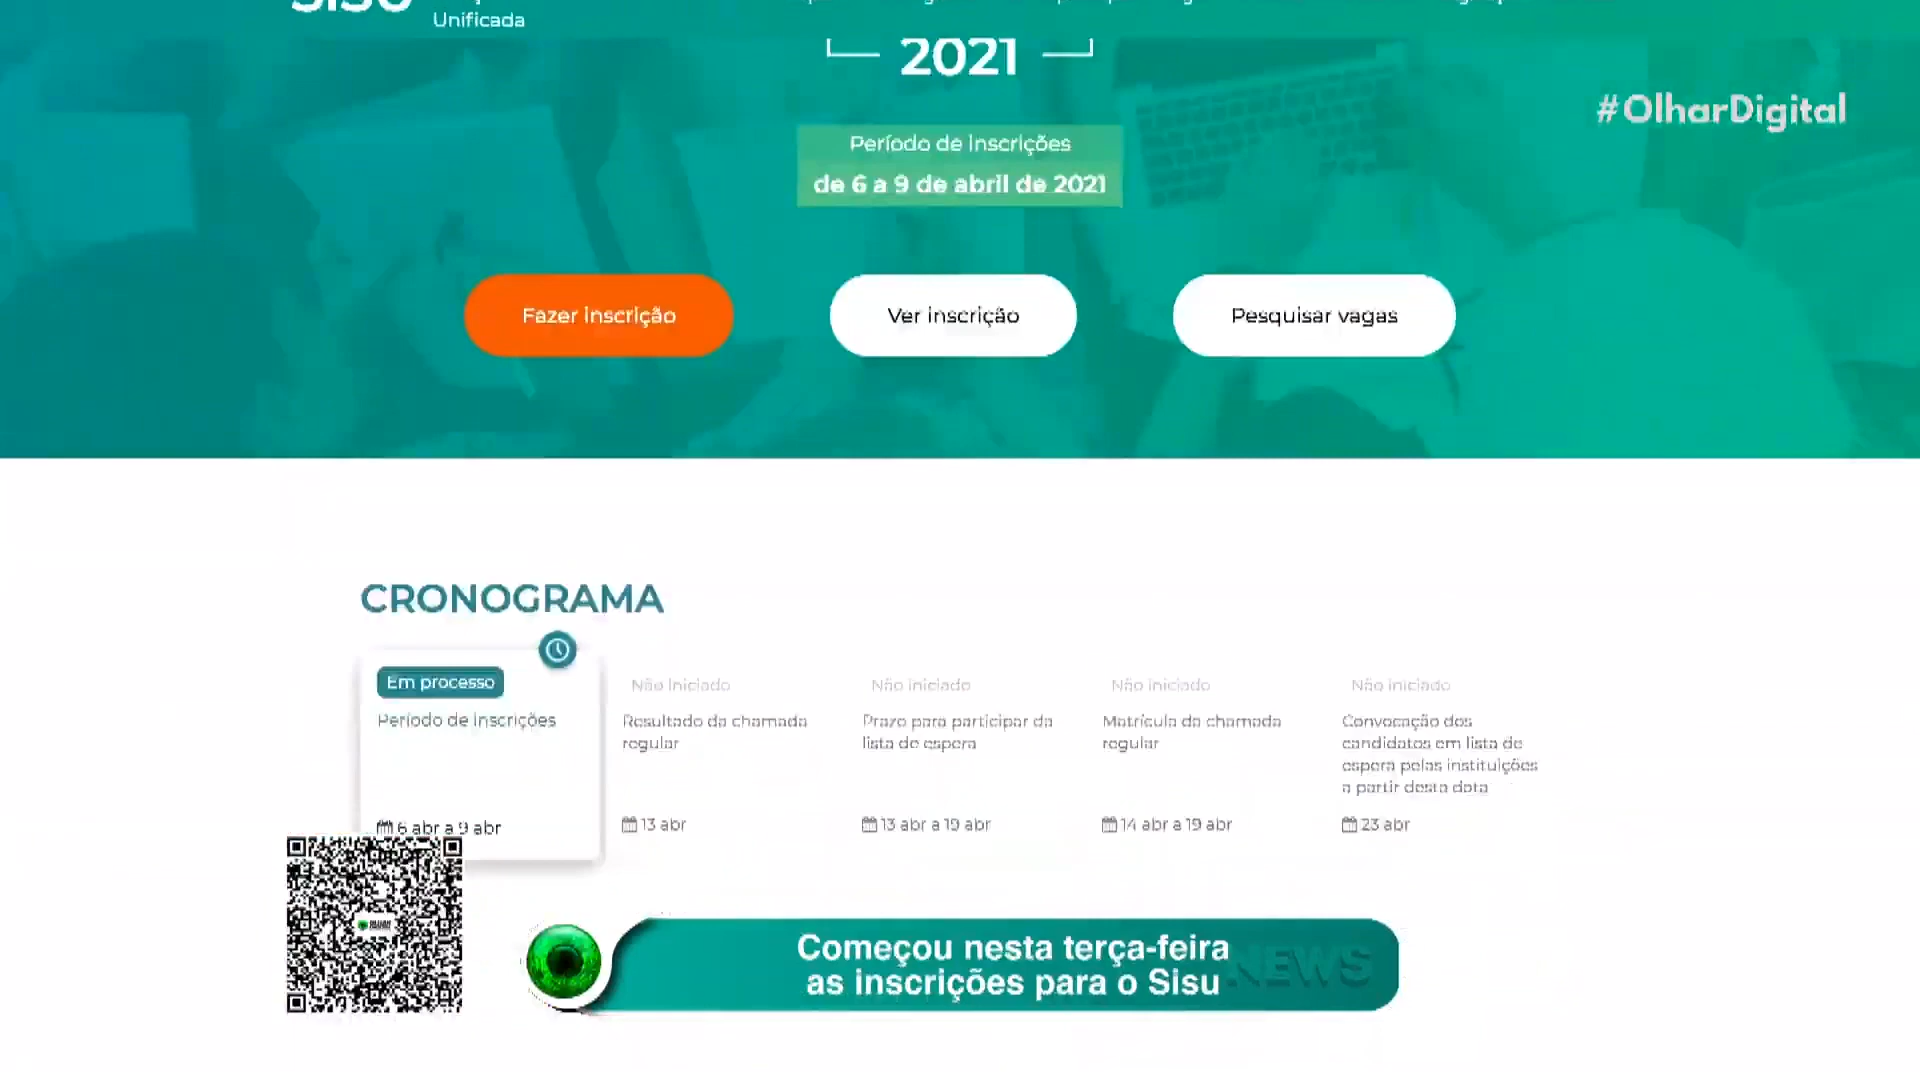 Unificada
2021
#OlharDigital
Período de inscrições
de 6 a 9 de abril de 2021
Fazer inscrição
Ver inscrição
Pesquisar vagas
CRONOGRAMA
Em processo
Período de inscrições
6 abr a 9 abr
Não iniciado
Resultado da chamada
regular
13 abr
Não iniciado
Prazo para participar da
lista de espera
13 abr a 19 abr
Não iniciado
Matrícula da chamada
regular
14 abr a 19 abr
Não iniciado
Convocação dos
candidatos em lista de
espera pelas instituições
a partir desta data
23 abr
Começou nesta terça-feira
as inscrições para o Sisu
NEWS